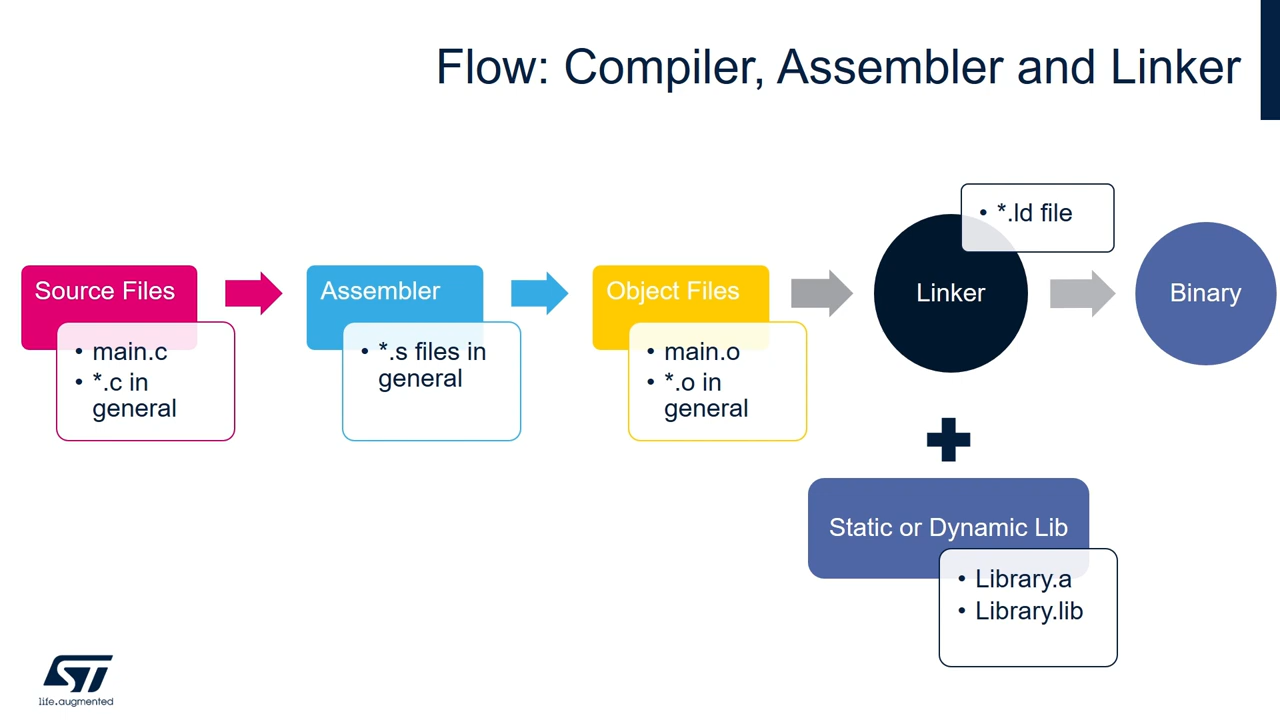 Flow: Compiler, Assembler and Linker
Source Files
• main.c
• *.c in
general
Assembler
• *.s files in
general
Object Files
• main.o
• *.o in
general
Linker
• *.ld file
Binary
Static or Dynamic Lib
• Library.a
• Library.lib
ST
life.augmented